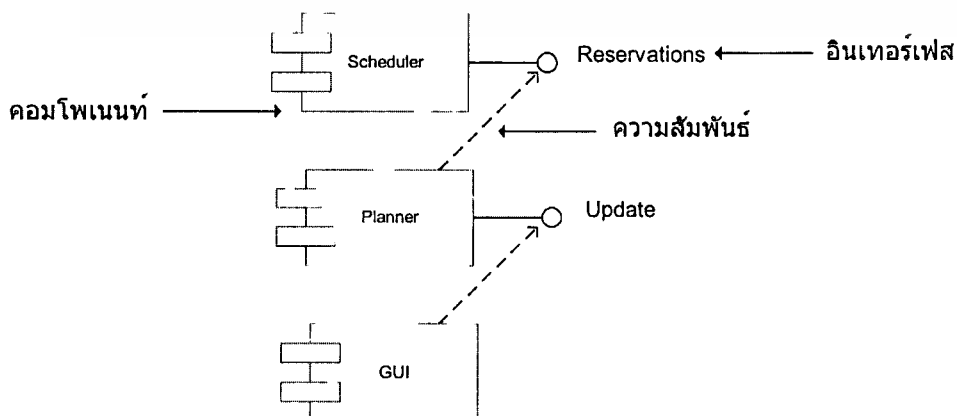 Scheduler
Reservations
อินเทอร์เฟส
คอมโพเนนท์
ความสัมพันธ์
Planner
Update
GUI